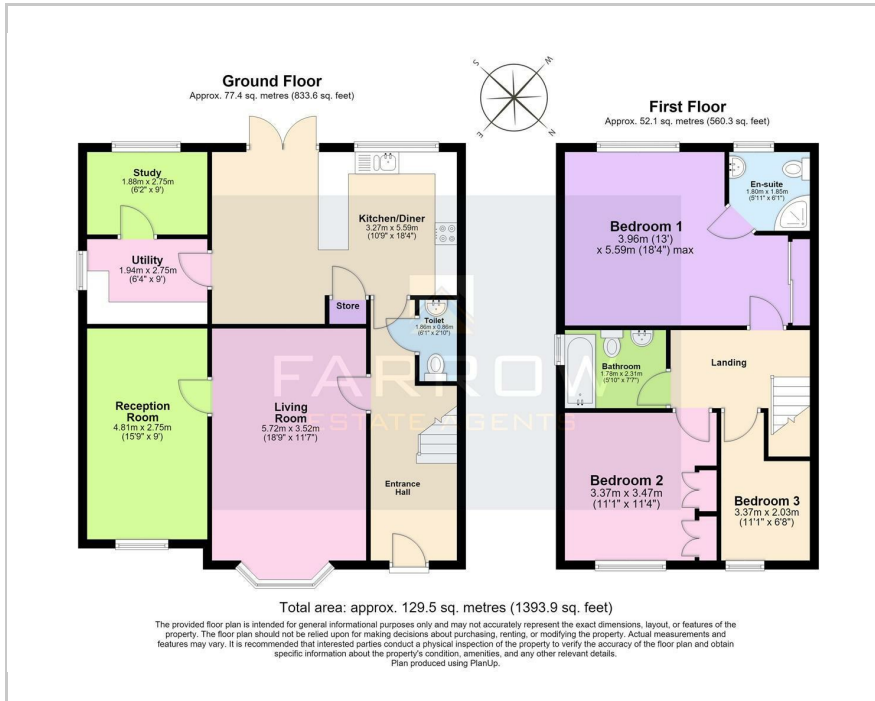 Ground Floor
Approx. 77.4 sq. metres (833.6 sq. feet)
Study
1.88m x 2.75m
(6'2" x 9')
Utility
1.94m x 2.75m
(6'4" x 9')
Kitchen/Diner
3.27m x 5.59m
(10'9" x 18'4")
Store
Toilet
1.86m x 0.86m
(6'1" x 2'10")
Reception
Room
4.81m x 2.75m
(15'9" x 9')
Living
Room
5.72m x 3.52m
(18'9" x 11'7")
Entrance
Hall
S
W
E
N
First Floor
Approx. 52.1 sq. metres (560.3 sq. feet)
Bedroom 1
3.96m (13')
x 5.59m (18'4") max
En-suite
1.80m x 1.85m
(5'11" x 6'1")
Bathroom
1.78m x 2.31m
(5'10" x 7'7")
Landing
Bedroom 2
3.37m x 3.47m
(11'1" x 11'4")
Bedroom 3
3.37m x 2.03m
(11'1" x 6'8")
FARROW
ESTATE AGENTS
Total area: approx. 129.5 sq. metres (1393.9 sq. feet)
The provided floor plan is intended for general informational purposes only and may not accurately represent the exact dimensions, layout, or features of the
property. The floor plan should not be relied upon for making decisions about purchasing, renting, or modifying the property. Actual measurements and
features may vary. It is recommended that interested parties conduct a physical inspection of the property to verify the accuracy of the floor plan and obtain
specific information about the property's condition, amenities, and any other relevant details.
Plan produced using PlanUp.